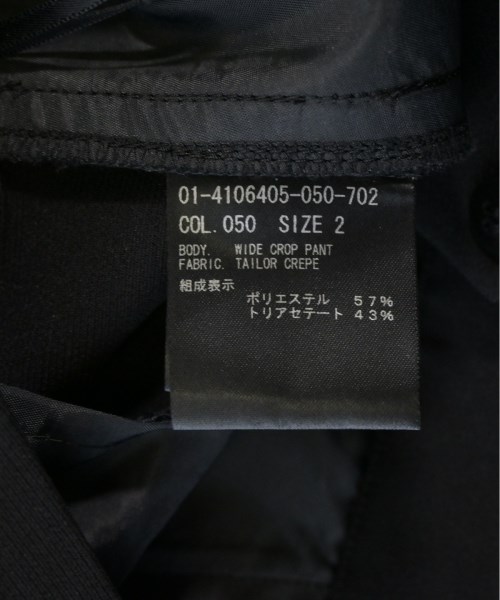 01-4106405-050-702
COL. 050 SIZE 2
BODY. WIDE CROP PANT
FABRIC. TAILOR CREPE
組成表示
ポリエステル 57%
トリアセテート 43%